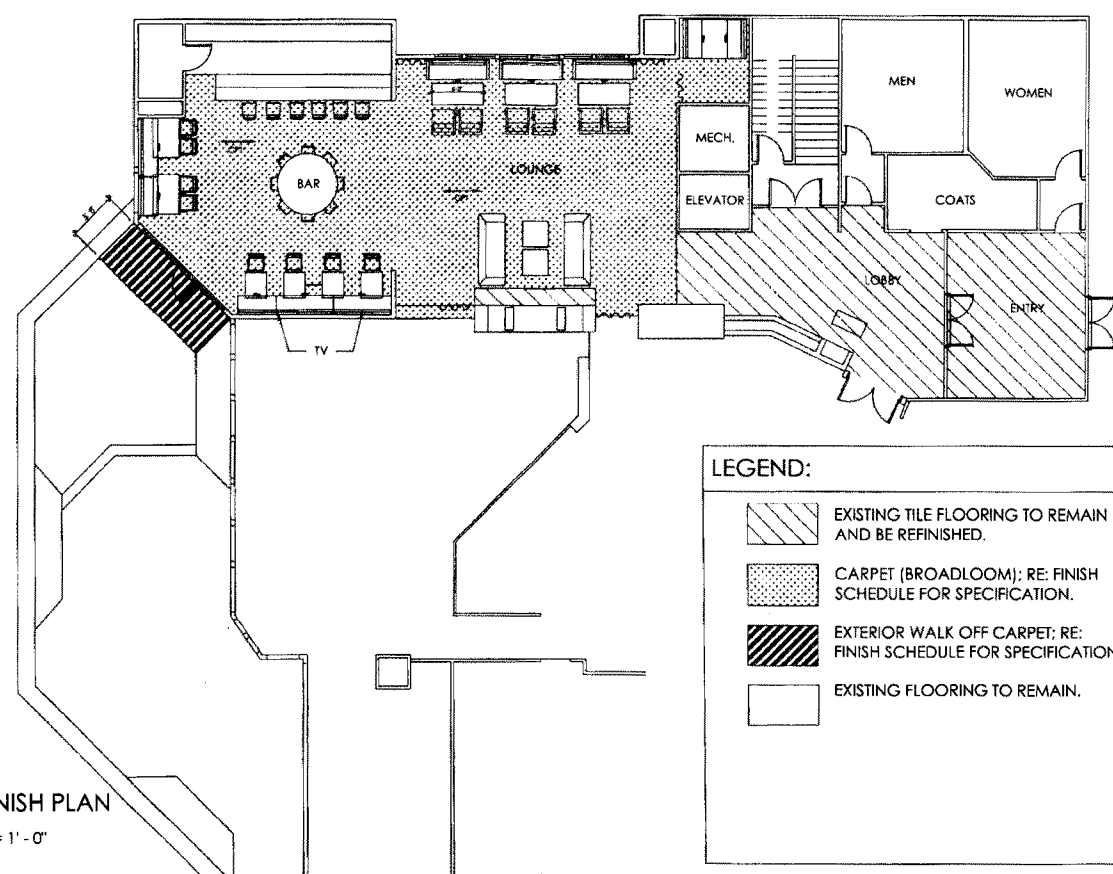 MEN
WOMEN
MECH.
LOUNGE
BAR
ELEVATOR
COATS
LOBBY
ENTRY
TV
LEGEND:
EXISTING TILE FLOORING TO REMAIN
AND BE REFINISHED.
CARPET (BROADLOOM); RE: FINISH
SCHEDULE FOR SPECIFICATION.
EXTERIOR WALK OFF CARPET; RE:
FINISH SCHEDULE FOR SPECIFICATION
EXISTING FLOORING TO REMAIN.
NISH PLAN
= 1' - 0"